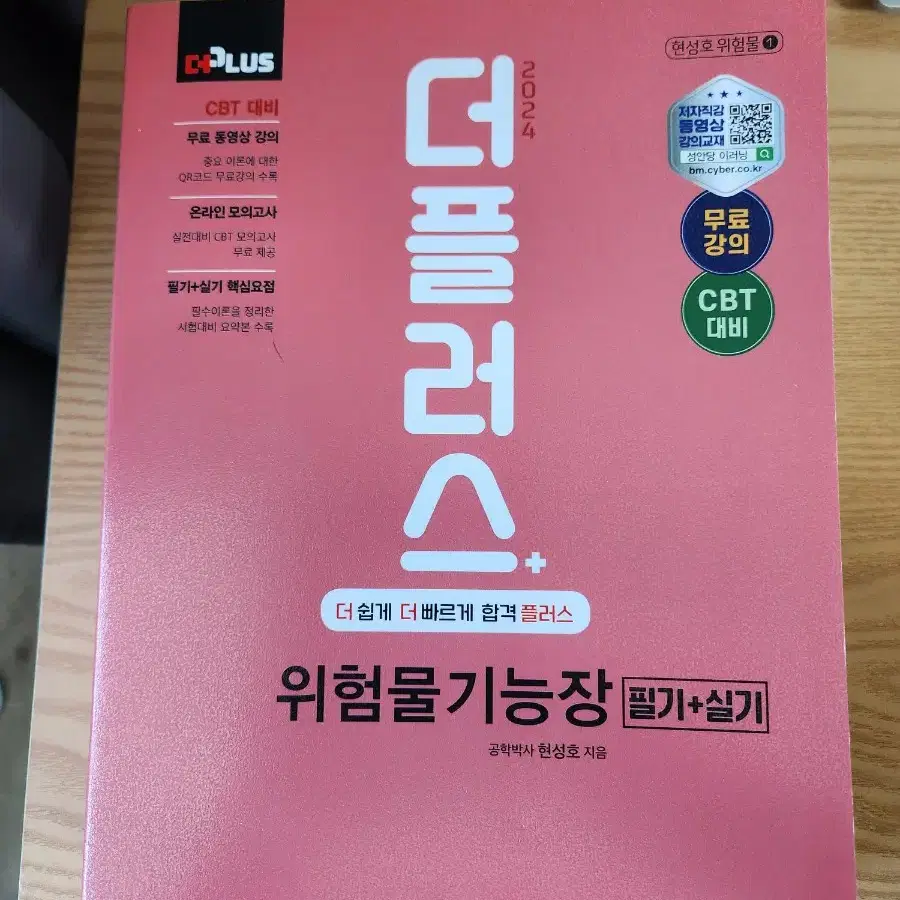 더PLUS
CBT 대비
무료 동영상 강의
중요 이론에 대한
QR코드 무료강의 수록
온라인 모의고사
실전대비 CBT 모의고사
무료 제공
필기+실기 핵심요점
필수이론을 정리한
시험대비 요약본 수록
2024
더플러스+
현성호 위험물 1
저자직강
동영상
강의교재
성안당 이러닝
bm.cyber.co.kr
무료
강의
CBT
대비
더 쉽게 더 빠르게 합격 플러스
위험물기능장 필기+실기
공학박사 현성호 지음